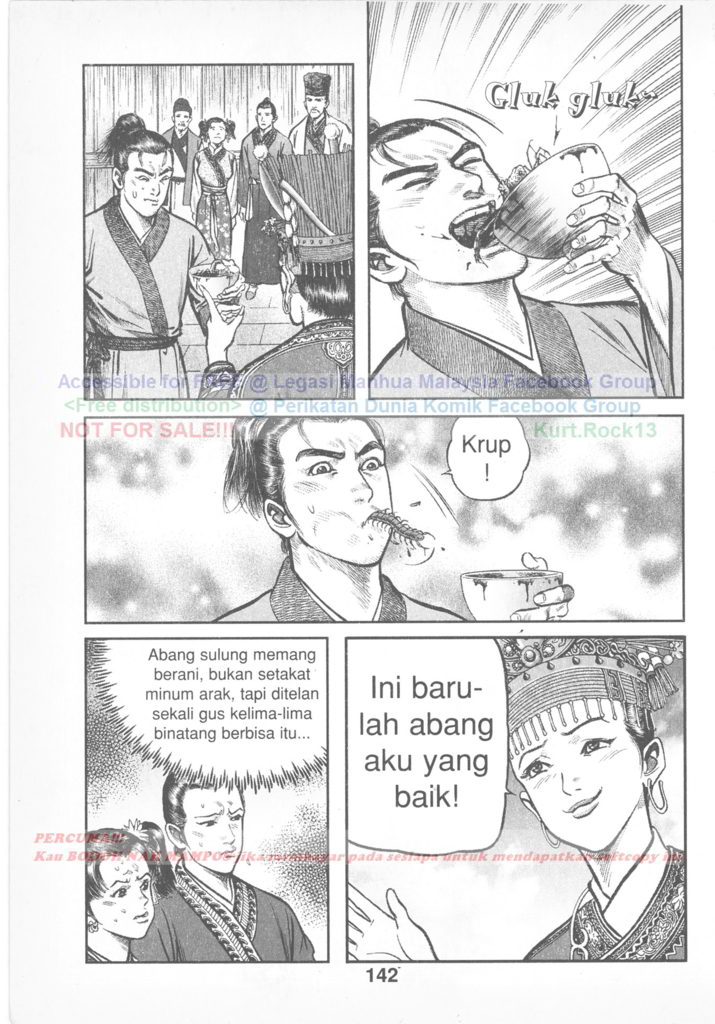 Gluk gluk~
Accessible for FREE @ Legasi Manhua Malaysia Facebook Group
<Free distribution> @ Perikatan Dunia Komik Facebook Group
NOT FOR SALE!!!
Kurt.Rock13
Krup
!
Abang sulung memang
berani, bukan setakat
minum arak, tapi ditelan
sekali gus kelima-lima
binatang berbisa itu...
Ini baru-
lah abang
aku yang
baik!
PERCUMA!!!
Kau BODOH NAK MAMPOS jika membayar pada sesiapa untuk mendapatkan softcopy ini
142